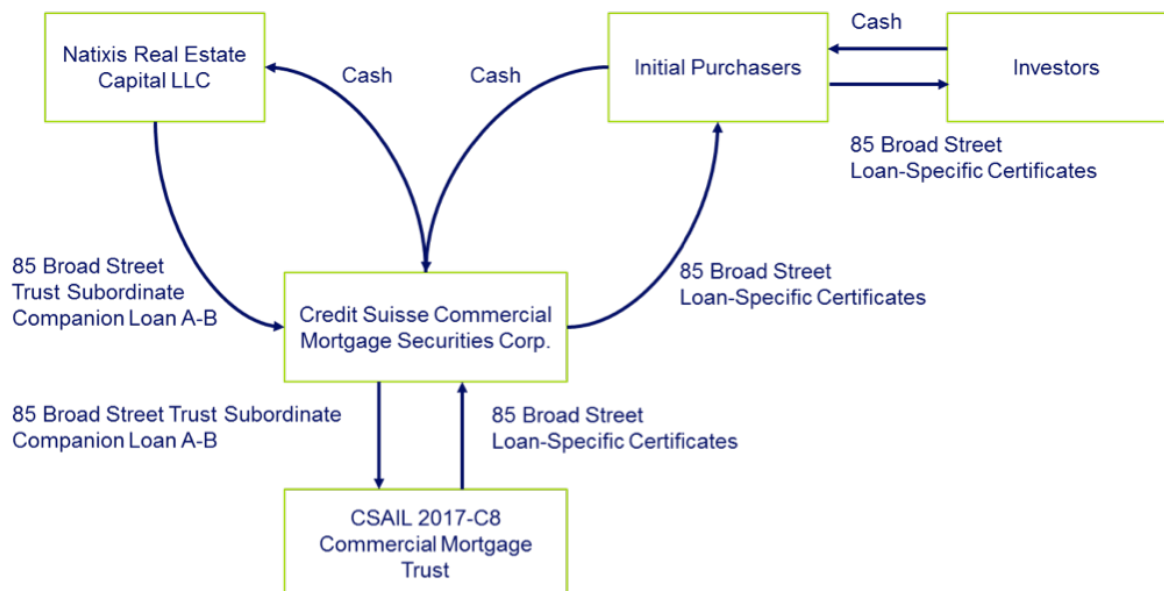 Natixis Real Estate
Capital LLC
Cash
Cash
Initial Purchasers
Cash
Investors
85 Broad Street
Loan-Specific Certificates
85 Broad Street
Trust Subordinate
Companion Loan A-B
Credit Suisse Commercial
Mortgage Securities Corp.
85 Broad Street
Loan-Specific Certificates
85 Broad Street Trust Subordinate
Companion Loan A-B
85 Broad Street
Loan-Specific Certificates
CSAIL 2017-C8
Commercial Mortgage
Trust